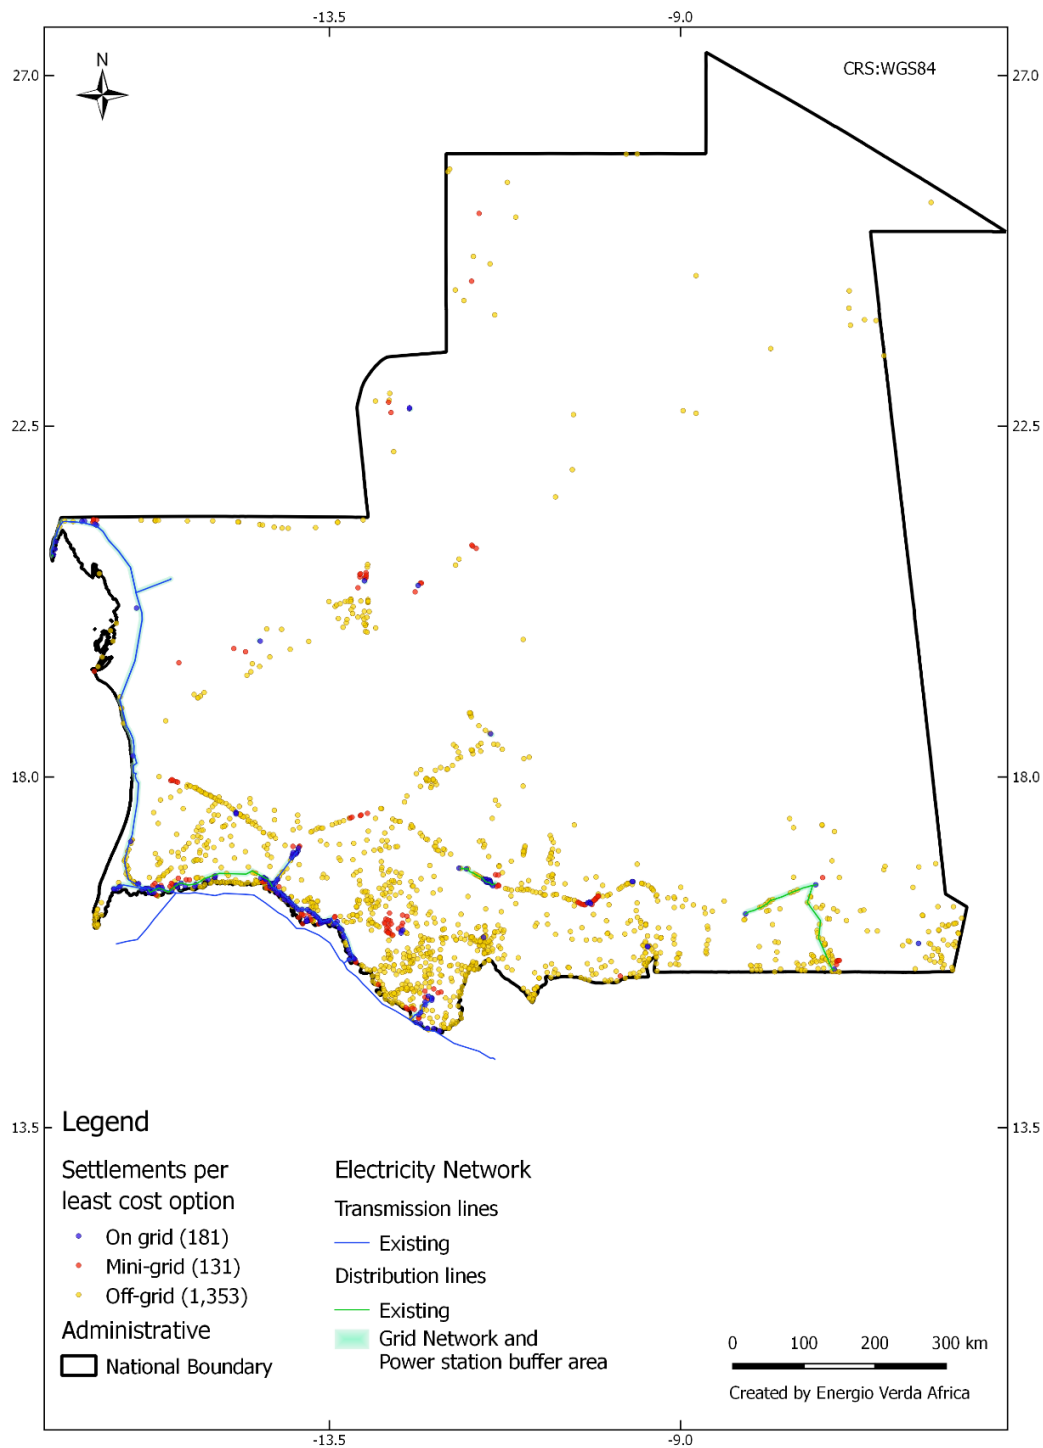 -13.5
-9.0
N
CRS:WGS84
27.0
27.0
22.5
22.5
18.0
18.0
13.5
13.5
Legend
Settlements per
least cost option
On grid (181)
Mini-grid (131)
Off-grid (1,353)
Administrative
National Boundary
Electricity Network
Transmission lines
Existing
Distribution lines
Existing
Grid Network and
Power station buffer area
0 100 200 300 km
Created by Energio Verda Africa
-13.5
-9.0